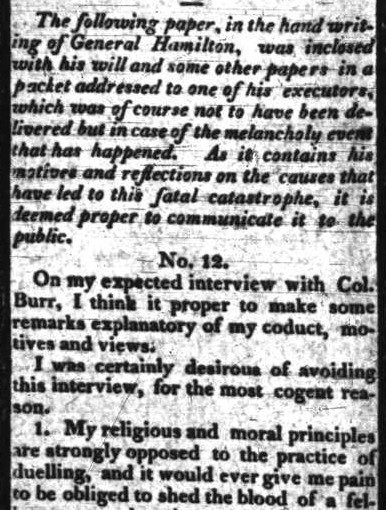 The following paper, in the hand writ-
ing of General Hamilton, was inclosed
with his will and some other papers in a
packet addressed to one of his executors,
which was of course not to have been de-
livered but in case of the melancholy event
that has happened. As it contains his
motives and reflections on the causes that
have led to this fatal catastrophe, it is
deemed proper to communicate it to the
public.
No. 12.
On my expected interview with Col.
Burr, I think it proper to make some
remarks explanatory of my coduct, mo-
tives and views.
I was certainly desirous of avoiding
this interview, for the most cogent rea-
son.
1. My religious and moral principles
are strongly opposed to the practice of
duelling, and it would ever give me pain
to be obliged to shed the blood of a fel-